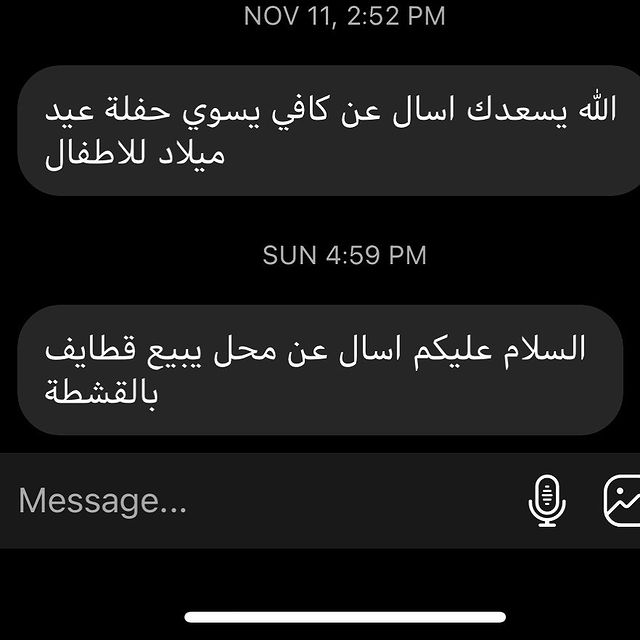 NOV 11, 2:52 PM
الله يسعدك اسال عن كافي يسوي حفلة عيد
ميلاد للاطفال
SUN 4:59 PM
السلام عليكم اسال عن محل يبيع قطايف
بالقشطة
Message...